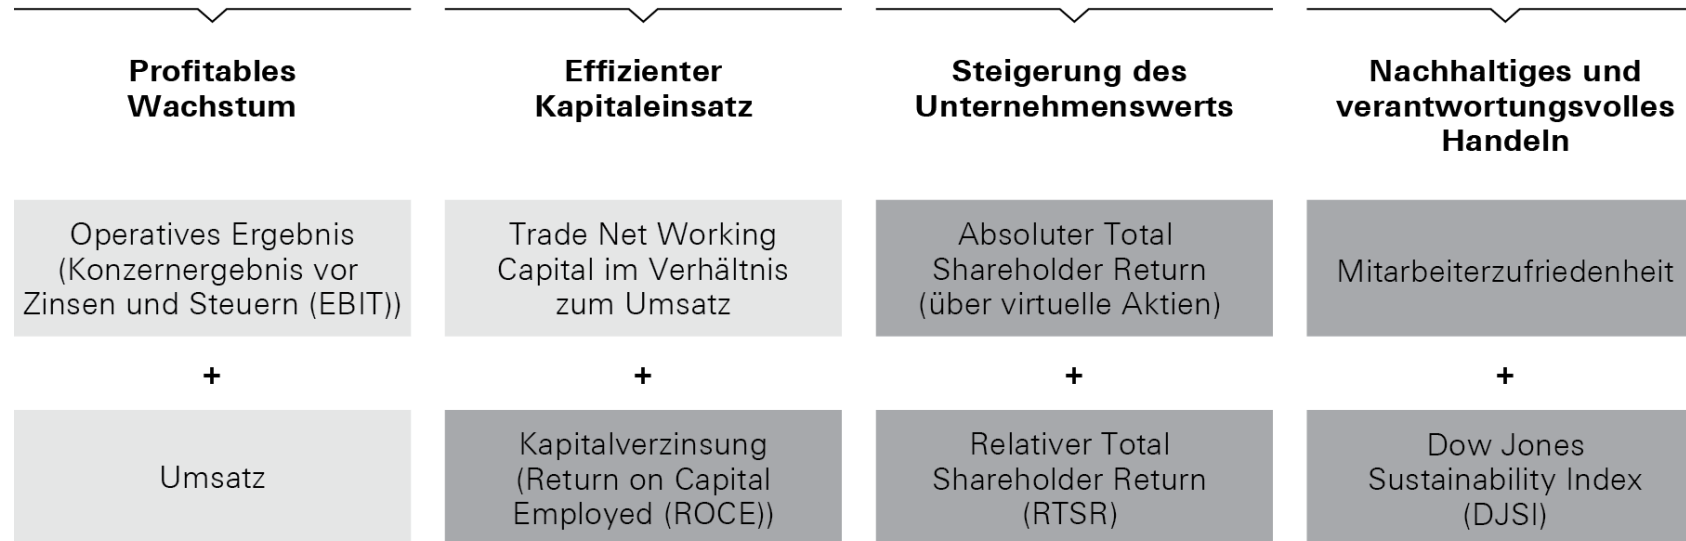 Profitables
Wachstum
Effizienter
Kapitaleinsatz
Steigerung des
Unternehmenswerts
Nachhaltiges und
verantwortungsvolles
Handeln
Operatives Ergebnis
(Konzernergebnis vor
Zinsen und Steuern (EBIT))
Trade Net Working
Capital im Verhältnis
zum Umsatz
Absoluter Total
Shareholder Return
(über virtuelle Aktien)
Mitarbeiterzufriedenheit
+
+
+
+
Umsatz
Kapitalverzinsung
(Return on Capital
Employed (ROCE))
Relativer Total
Shareholder Return
(RTSR)
Dow Jones
Sustainability Index
(DJSI)